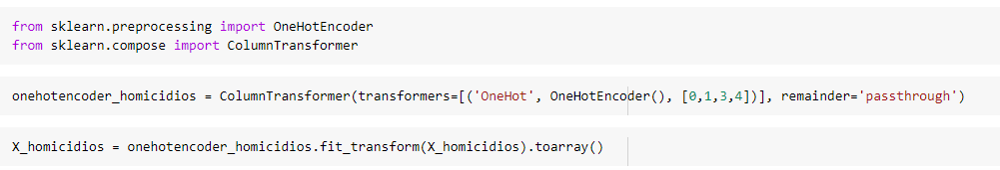 from sklearn.preprocessing import OneHotEncoder
from sklearn.compose import ColumnTransformer
onehotencoder_homicidios = ColumnTransformer(transformers=[('OneHot', OneHotEncoder(), [0,1,3,4])], remainder='passthrough')
X_homicidios = onehotencoder_homicidios.fit_transform(X_homicidios).toarray()